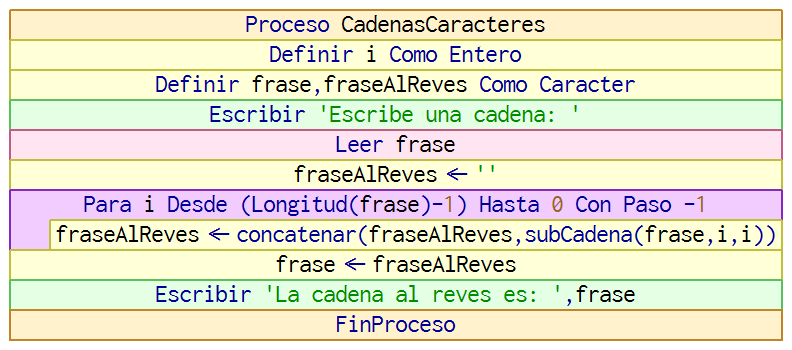 Proceso CadenasCaracteres
Definir i Como Entero
Definir frase,fraseAlReves Como Caracter
Escribir 'Escribe una cadena: '
Leer frase
fraseAlReves ← ''
Para i Desde (Longitud(frase)-1) Hasta 0 Con Paso -1
fraseAlReves ← concatenar(fraseAlReves,subCadena(frase,i,i))
frase ← fraseAlReves
Escribir 'La cadena al reves es: ',frase
FinProceso